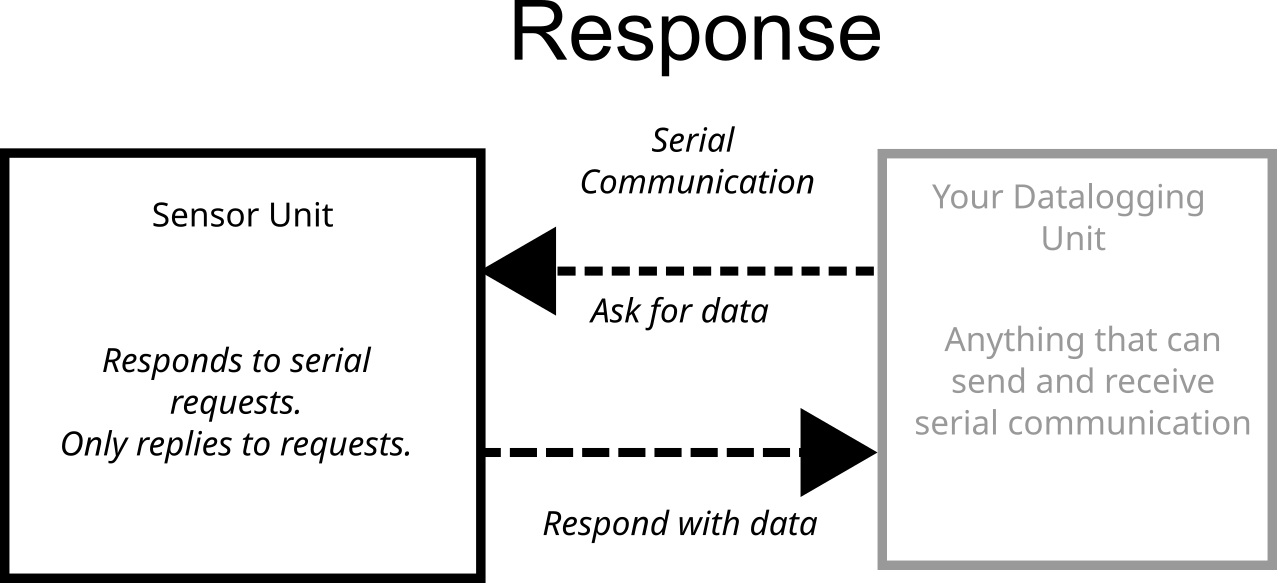 Response
Serial
Communication
Sensor Unit
Your Datalogging
Unit
Ask for data
Responds to serial
requests.
Only replies to requests.
Anything that can
send and receive
serial communication
Respond with data